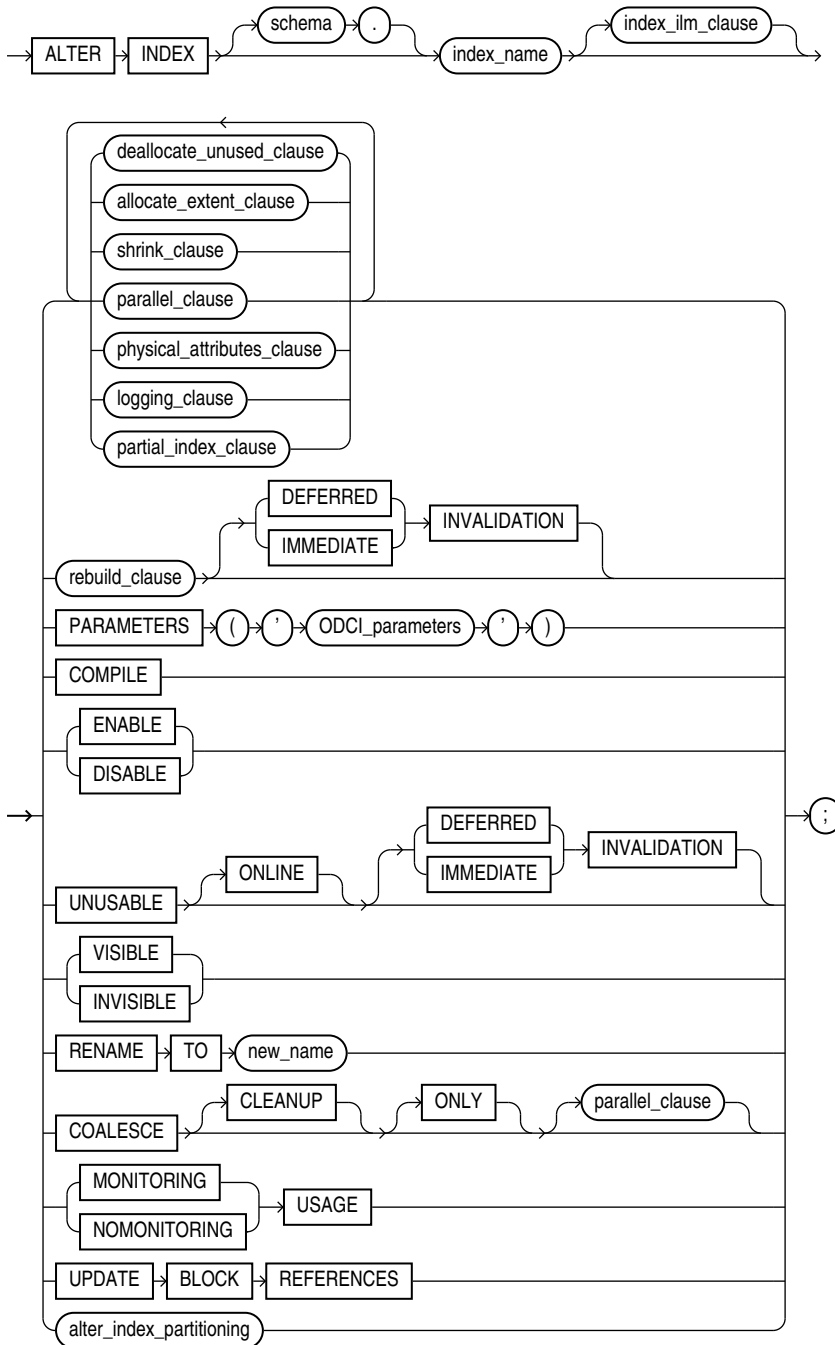 ALTER INDEX schema . index_name index_ilm_clause
deallocate_unused_clause
allocate_extent_clause
shrink_clause
parallel_clause
physical_attributes_clause
logging_clause
partial_index_clause
rebuild_clause DEFERRED IMMEDIATE INVALIDATION
PARAMETERS ( ' ODCI_parameters ' )
COMPILE
ENABLE
DISABLE
;
UNUSABLE ONLINE DEFERRED IMMEDIATE INVALIDATION
VISIBLE
INVISIBLE
RENAME TO new_name
COALESCE CLEANUP ONLY parallel_clause
MONITORING
NOMONITORING
USAGE
UPDATE BLOCK REFERENCES
alter_index_partitioning